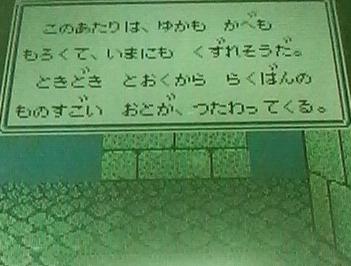 このあたりは、ゆかも　かべも
もろくて、いまにも　くずれそうだ。
ときどき　とおくから　らくばんの
ものすごい　おとが、つたわってくる。